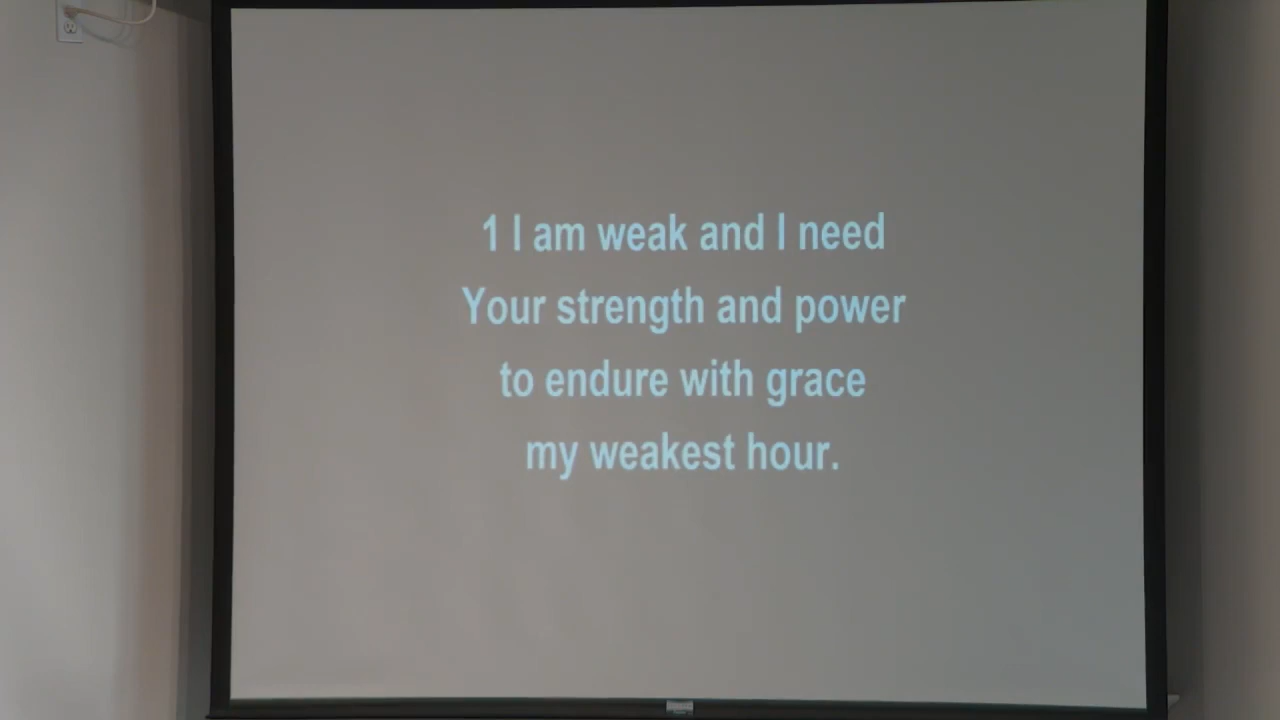 1 I am weak and I need
Your strength and power
to endure with grace
my weakest hour.